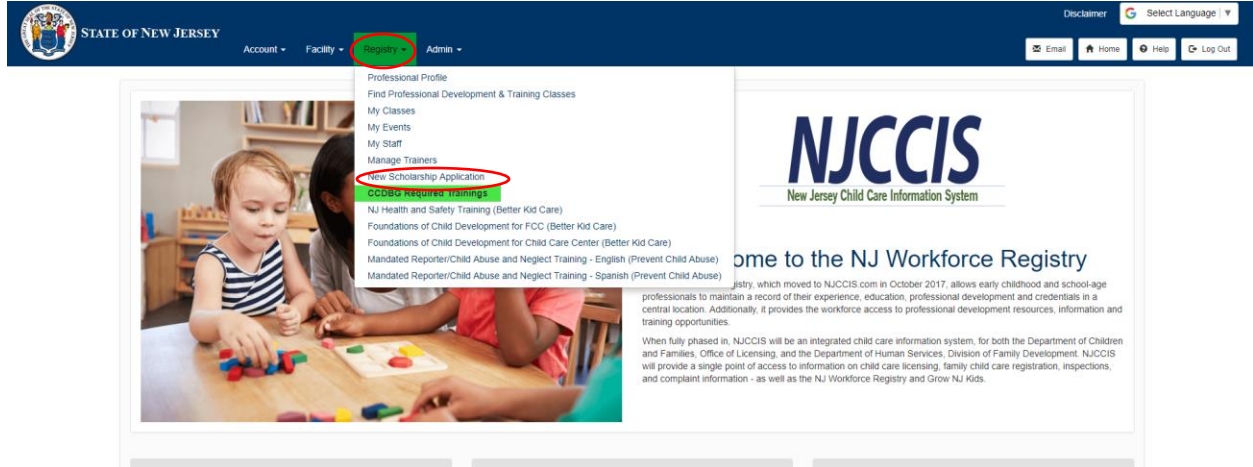 Disclaimer
Select Language ▼
STATE OF NEW JERSEY
Account
Facility
Registry
Admin
Email
Home
Help
Log Out
Professional Profile
Find Professional Development & Training Classes
My Classes
My Events
My Staff
Manage Trainers
New Scholarship Application
CCDBG Required Trainings
NJ Health and Safety Training (Better Kid Care)
Foundations of Child Development for FCC (Better Kid Care)
Foundations of Child Development for Child Care Center (Better Kid Care)
Mandated Reporter/Child Abuse and Neglect Training - English (Prevent Child Abuse)
Mandated Reporter/Child Abuse and Neglect Training - Spanish (Prevent Child Abuse)
NJCCIS
New Jersey Child Care Information System
ome to the NJ Workforce Registry
gistry, which moved to NJCCIS.com in October 2017, allows early childhood and school-age
professionals to maintain a record of their experience, education, professional development and credentials in a
central location. Additionally, it provides the workforce access to professional development resources, information and
training opportunities.
When fully phased in, NJCCIS will be an integrated child care information system, for both the Department of Children
and Families, Office of Licensing, and the Department of Human Services, Division of Family Development. NJCCIS
will provide a single point of access to information on child care licensing, family child care registration, inspections,
and complaint information - as well as the NJ Workforce Registry and Grow NJ Kids.